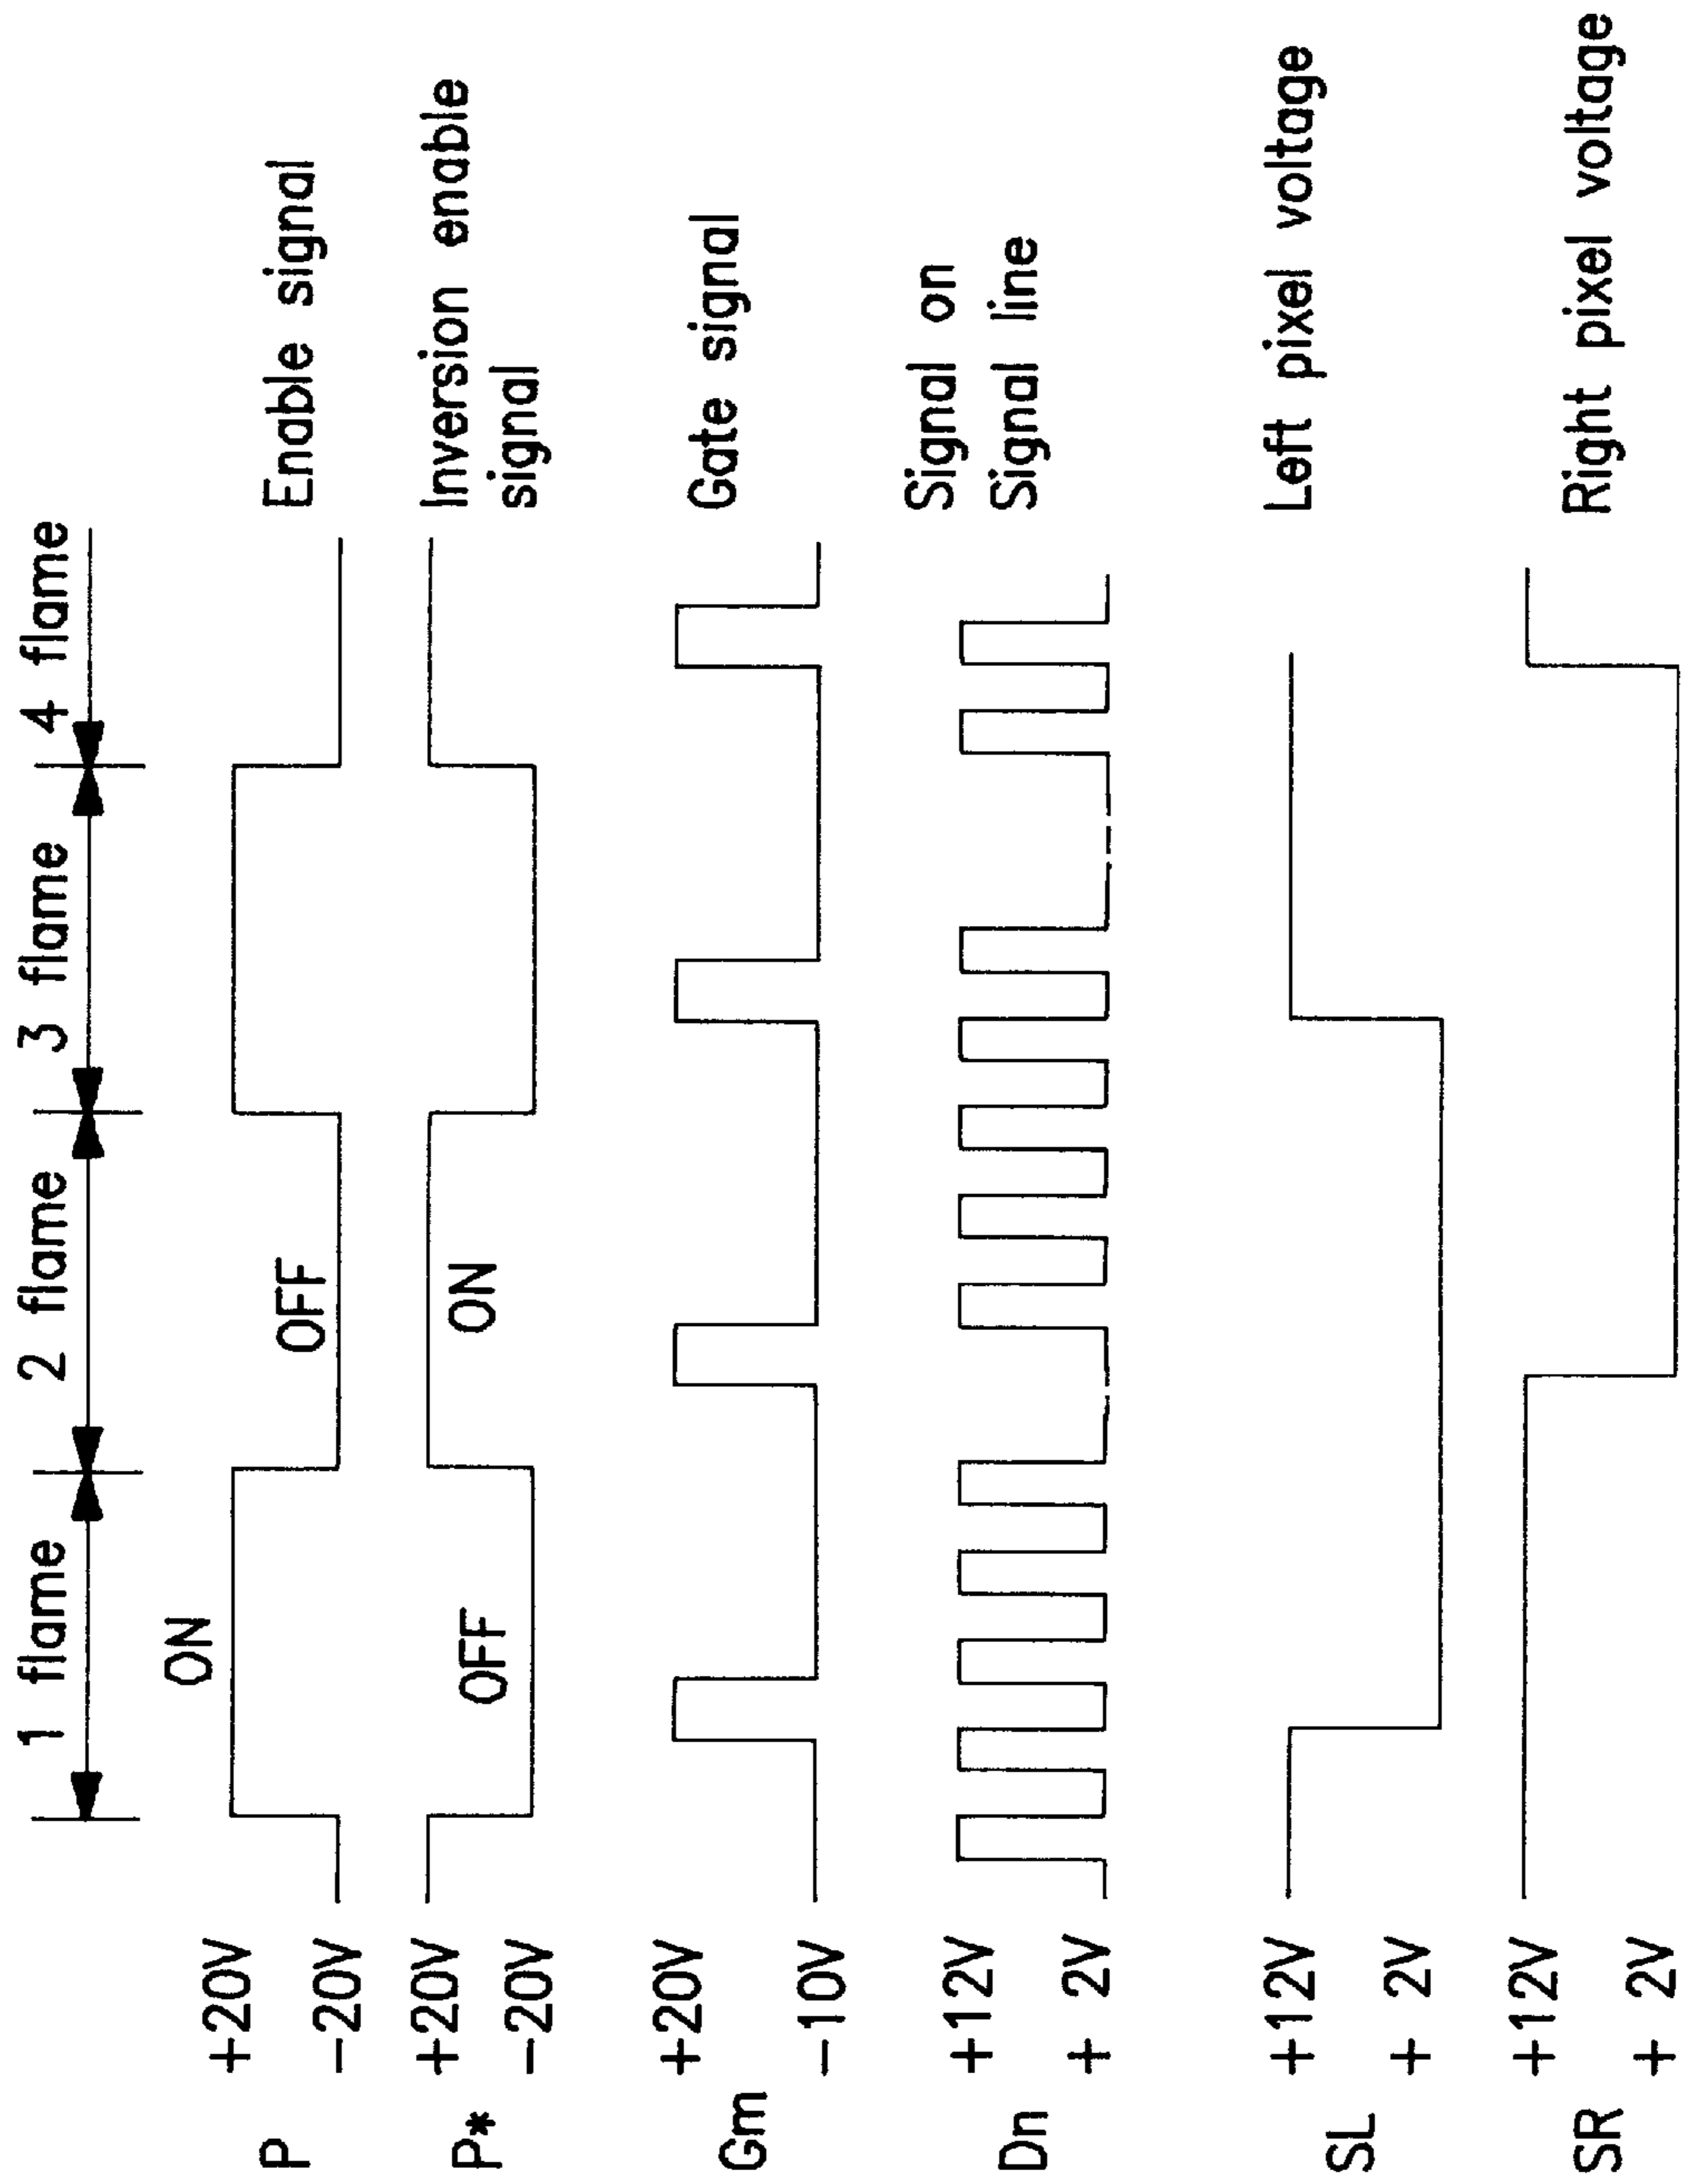 1 flame 2 flame 3 flame 4 flame
ON
P +20V -20V OFF Enable signal
P* +20V -20V OFF ON Inversion enable
signal
Gm +20V -10V Gate signal
Dn +12V + 2V Signal on
Signal line
SL +12V + 2V Left pixel voltage
SR +12V + 2V Right pixel voltage